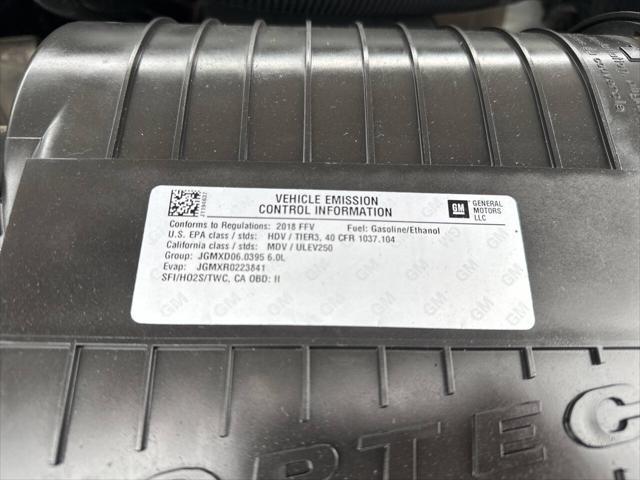 VEHICLE EMISSION
CONTROL INFORMATION
GM
GENERAL
MOTORS
LLC
Conforms to Regulations: 2018 FFV Fuel: Gasoline/Ethanol
U.S. EPA class / stds: HDV / TIER3, 40 CFR 1037.104
California class / stds: MDV / ULEV250
Group: JGMXD06.0395 6.0L
Evap: JGMXR0223841
SFI/HO2S/TWC, CA OBD: II